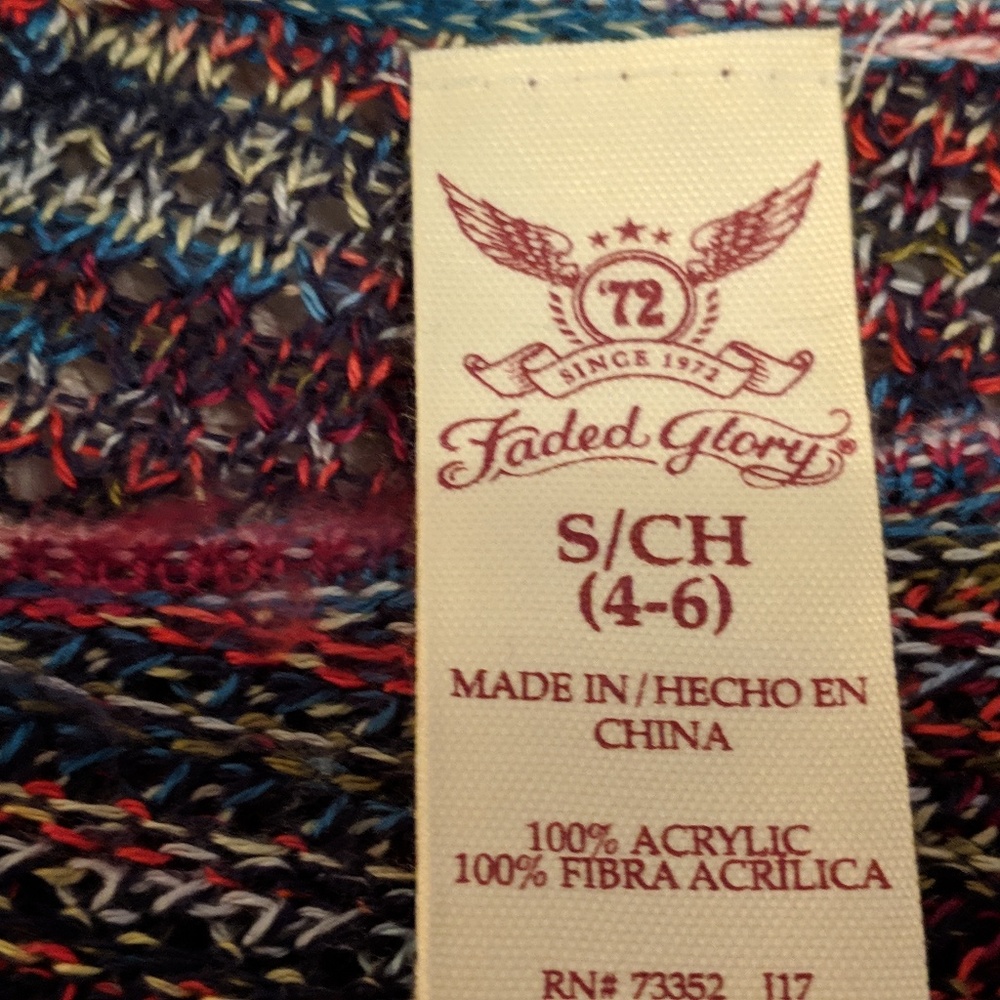 '72
SINCE 1972
Faded Glory®
S/CH
(4-6)
MADE IN/HECHO EN
CHINA
100% ACRYLIC
100% FIBRA ACRÍLICA
RN# 73352 J17